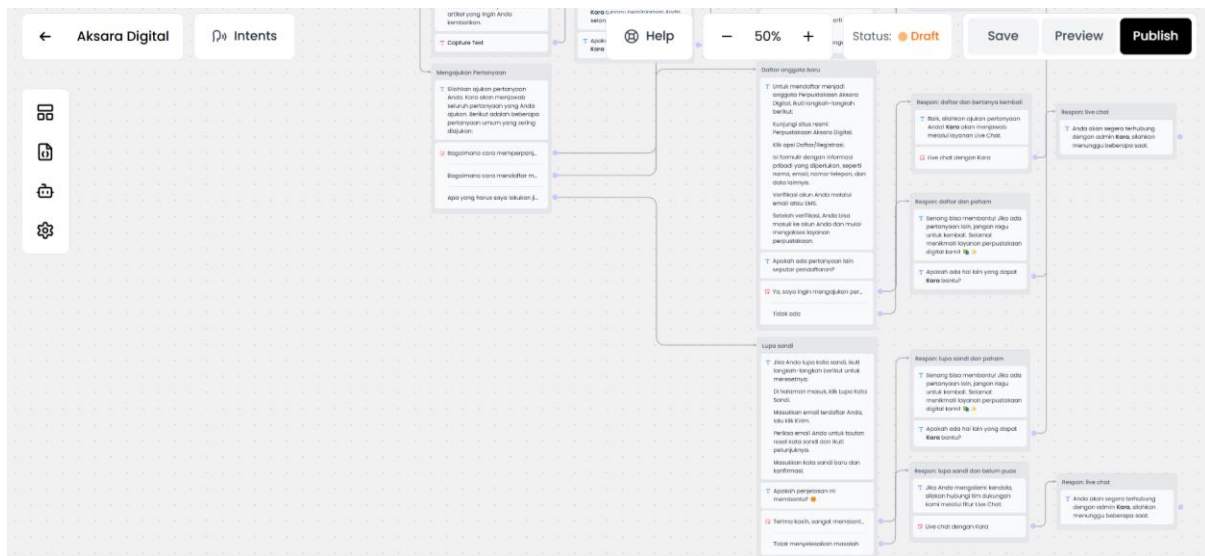 Aksara Digital
Intents
Help
50%
Status:
Draft
Save
Preview
Publish
artikel yang ingin Anda
kembalikan.
Capture Text
Kara
selan
Apak
Kara
Mengajukan Pertanyaan
Silahkan ajukan pertanyaan
Anda, Kara akan menjawab
seluruh pertanyaan yang Anda
ajukan. Berikut adalah beberapa
pertanyaan umum yang sering
diajukan:
Bagaimana cara memperpanj...
Bagaimana cara mendaftar m...
Apa yang harus saya lakukan ji...
Daftar anggota baru
Untuk mendaftar menjadi
anggota Perpustakaan Aksara
Digital, ikuti langkah-langkah
berikut:
Kunjungi situs resmi
Perpustakaan Aksara Digital.
Klik opsi Daftar/Registrasi.
Isi formulir dengan informasi
pribadi yang diperlukan, seperti
nama, email, nomor telepon, dan
data lainnya.
Verifikasi akun Anda melalui
email atau SMS.
Setelah verifikasi, Anda bisa
masuk ke akun Anda dan mulai
mengakses layanan
perpustakaan.
Apakah ada pertanyaan lain
seputar pendaftaran?
Ya, saya ingin mengajukan per...
Tidak ada
Respon: daftar dan bertanya kembali
Baik, silahkan ajukan pertanyaan
Anda! Kara akan menjawab
melalui layanan Live Chat.
Live chat dengan Kara
Respon: live chat
Anda akan segera terhubung
dengan admin Kara, silahkan
menunggu beberapa saat.
Respon: daftar dan paham
Senang bisa membantu! Jika ada
pertanyaan lain, jangan ragu
untuk kembali. Selamat
menikmati layanan perpustakaan
digital kami! 📚✨
Apakah ada hal lain yang dapat
Kara bantu?
Lupa sandi
Jika Anda lupa kata sandi, ikuti
langkah-langkah berikut untuk
meresetnya.
Di halaman masuk, klik Lupa Kata
Sandi.
Masukkan email terdaftar Anda,
lalu klik Kirim.
Periksa email Anda untuk tautan
reset kata sandi dan ikuti
petunjuknya.
Masukkan kata sandi baru dan
konfirmasi.
Apakah penjelasan ini
membantu? 😊
Terima kasih, sangat membant...
Tidak menyelesaikan masalah
Respon: lupa sandi dan paham
Senang bisa membantu! Jika ada
pertanyaan lain, jangan ragu
untuk kembali. Selamat
menikmati layanan perpustakaan
digital kami! 📚✨
Apakah ada hal lain yang dapat
Kara bantu?
Respon: lupa sandi dan belum puas
Jika Anda mengalami kendala,
silakan hubungi tim dukungan
kami melalui fitur Live Chat.
Live chat dengan Kara
Respon: live chat
Anda akan segera terhubung
dengan admin Kara, silahkan
menunggu beberapa saat.